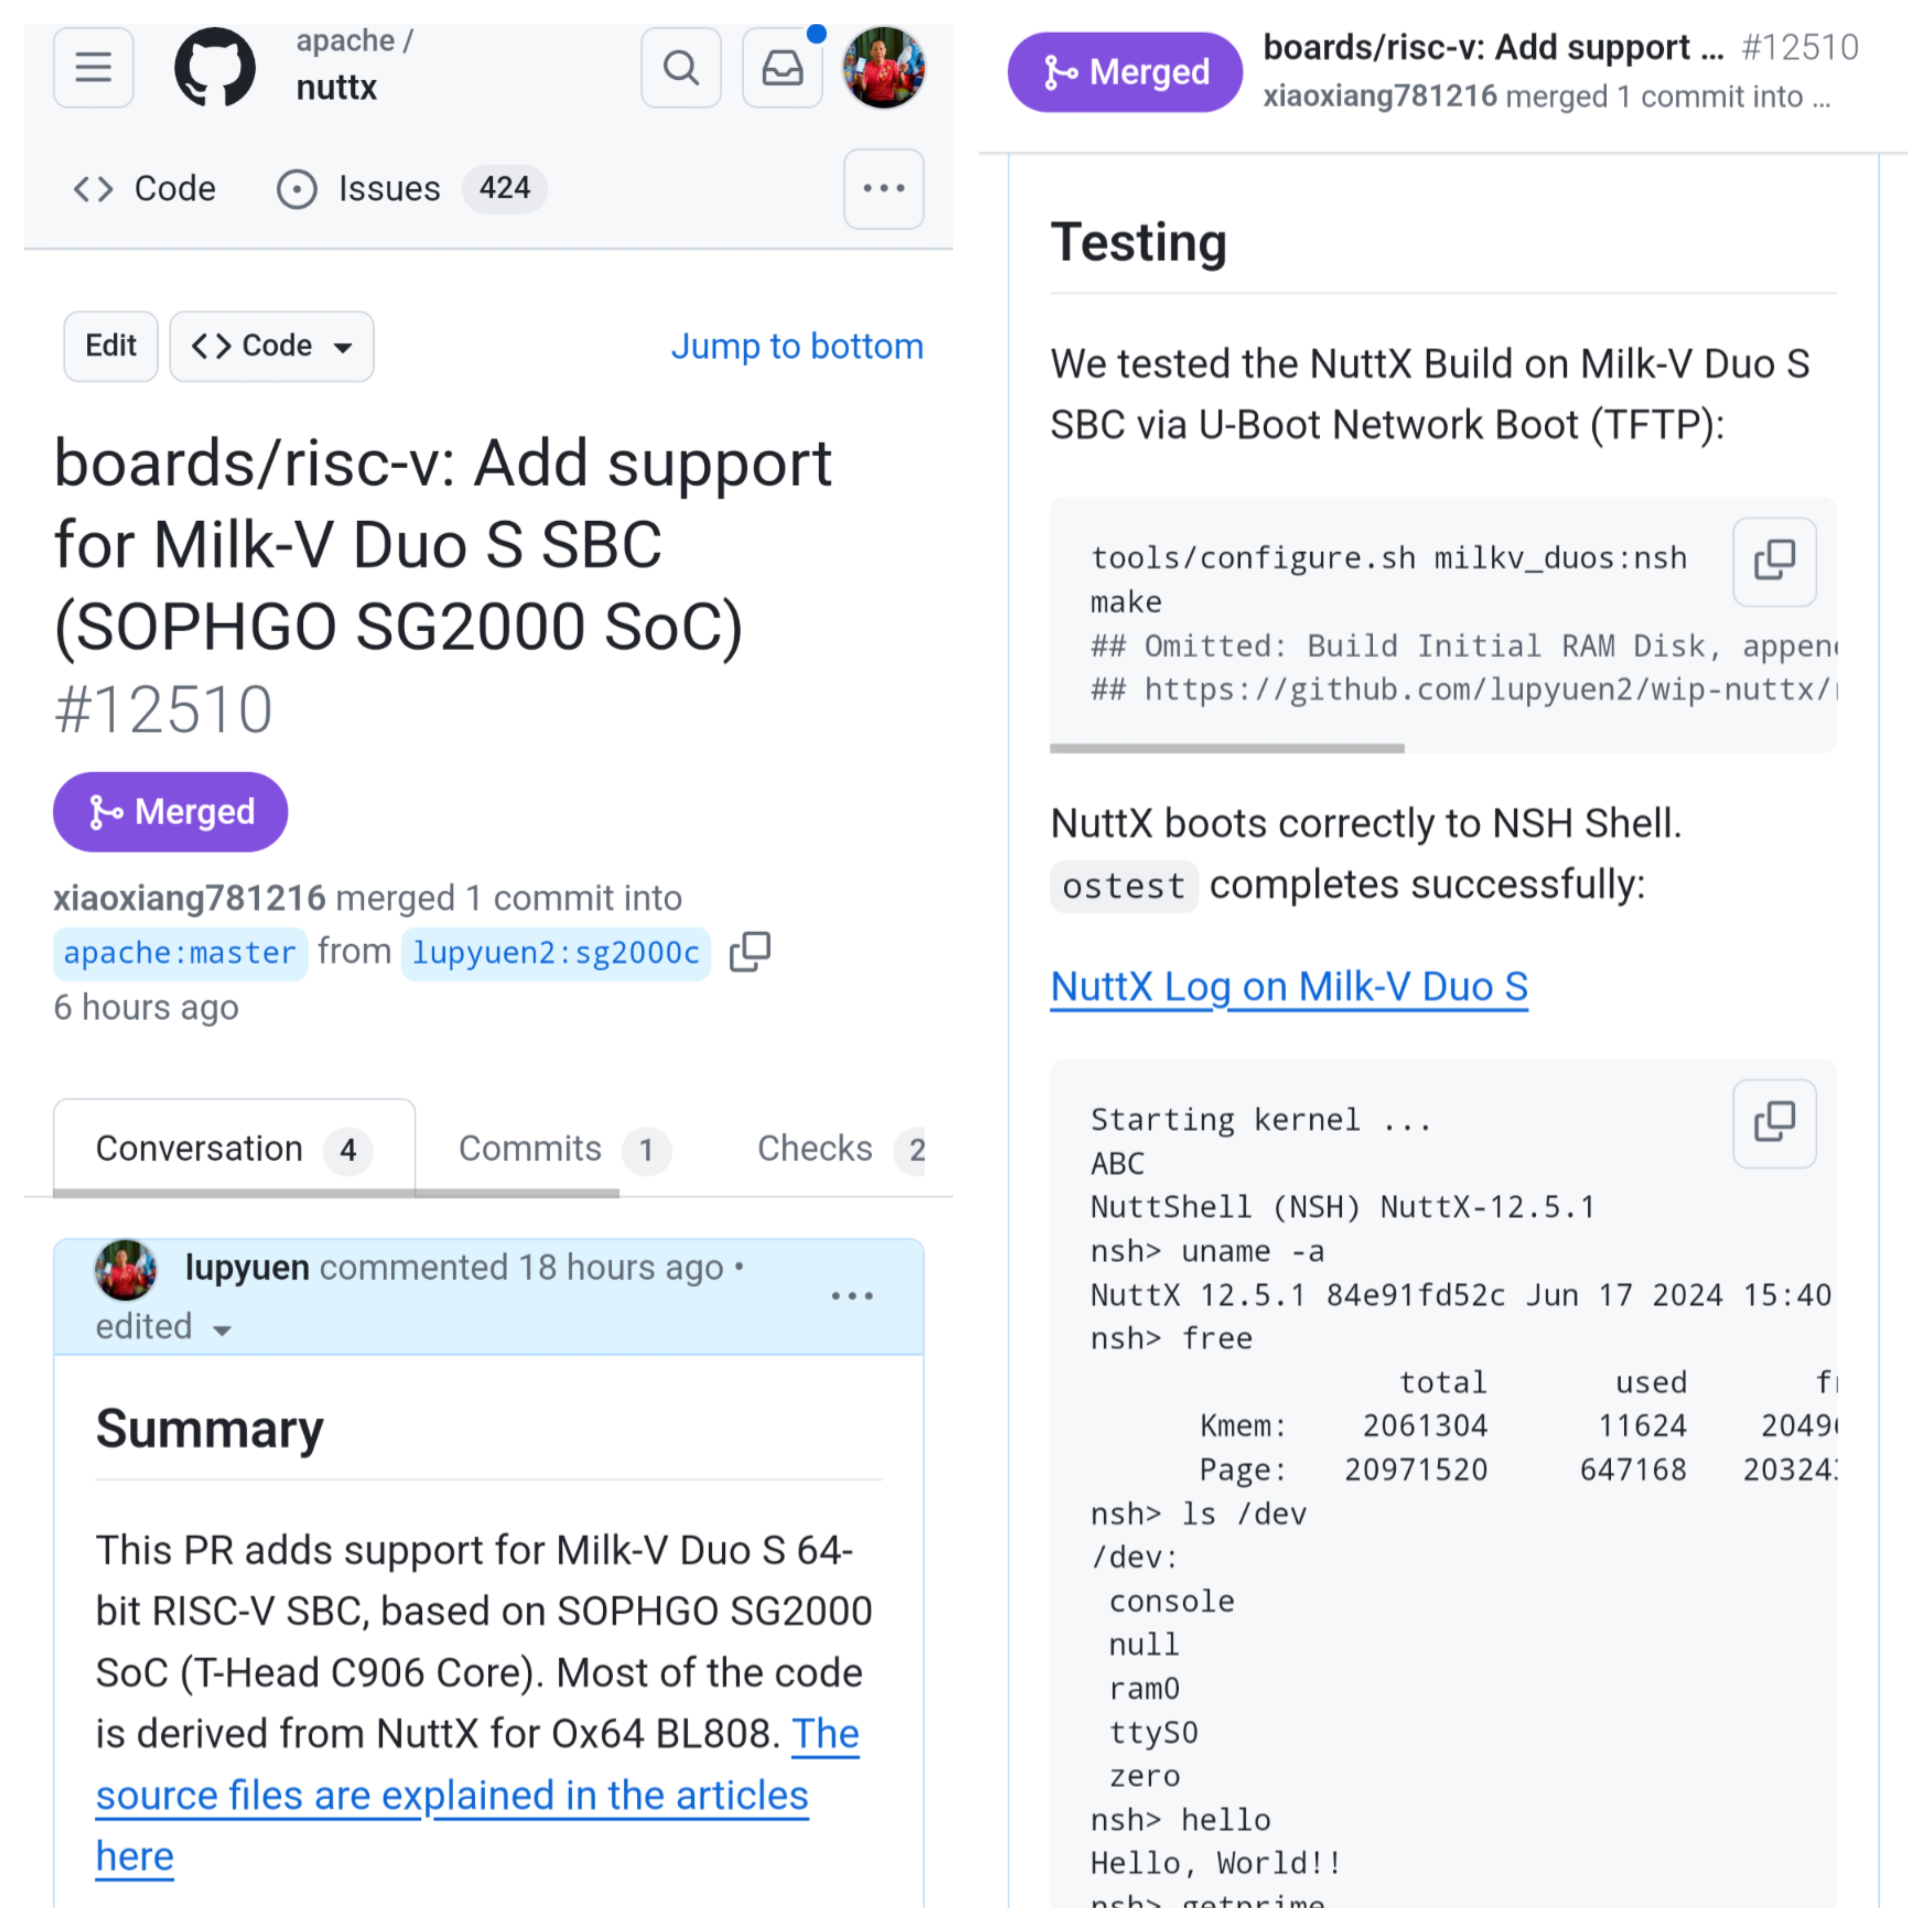 apache /
nuttx
Code Issues 424
Edit Code Jump to bottom
boards/risc-v: Add support
for Milk-V Duo S SBC
(SOPHGO SG2000 SoC)
#12510
Merged
xiaoxiang781216 merged 1 commit into
apache:master from lupyuen2:sg2000c
6 hours ago
Conversation 4 Commits 1 Checks 2
lupyuen commented 18 hours ago •
edited
Summary
This PR adds support for Milk-V Duo S 64-
bit RISC-V SBC, based on SOPHGO SG2000
SoC (T-Head C906 Core). Most of the code
is derived from NuttX for Ox64 BL808. The
source files are explained in the articles
here
Merged
boards/risc-v: Add support ... #12510
xiaoxiang781216 merged 1 commit into ...
Testing
We tested the NuttX Build on Milk-V Duo S
SBC via U-Boot Network Boot (TFTP):
tools/configure.sh milkv_duos:nsh
make
## Omitted: Build Initial RAM Disk,
## https://github.com/lupyuen2/wip-nuttx/
NuttX boots correctly to NSH Shell.
ostest completes successfully:
NuttX Log on Milk-V Duo S
Starting kernel ...
ABC
NuttShell (NSH) NuttX-12.5.1
nsh> uname -a
NuttX 12.5.1 84e91fd52c Jun 17 2024 15:40
nsh> free
total used
Kmem: 2061304 11624
Page: 20971520 647168
nsh> ls /dev
/dev:
console
null
ram0
ttyS0
zero
nsh> hello
Hello, World!!
nsh> getprime